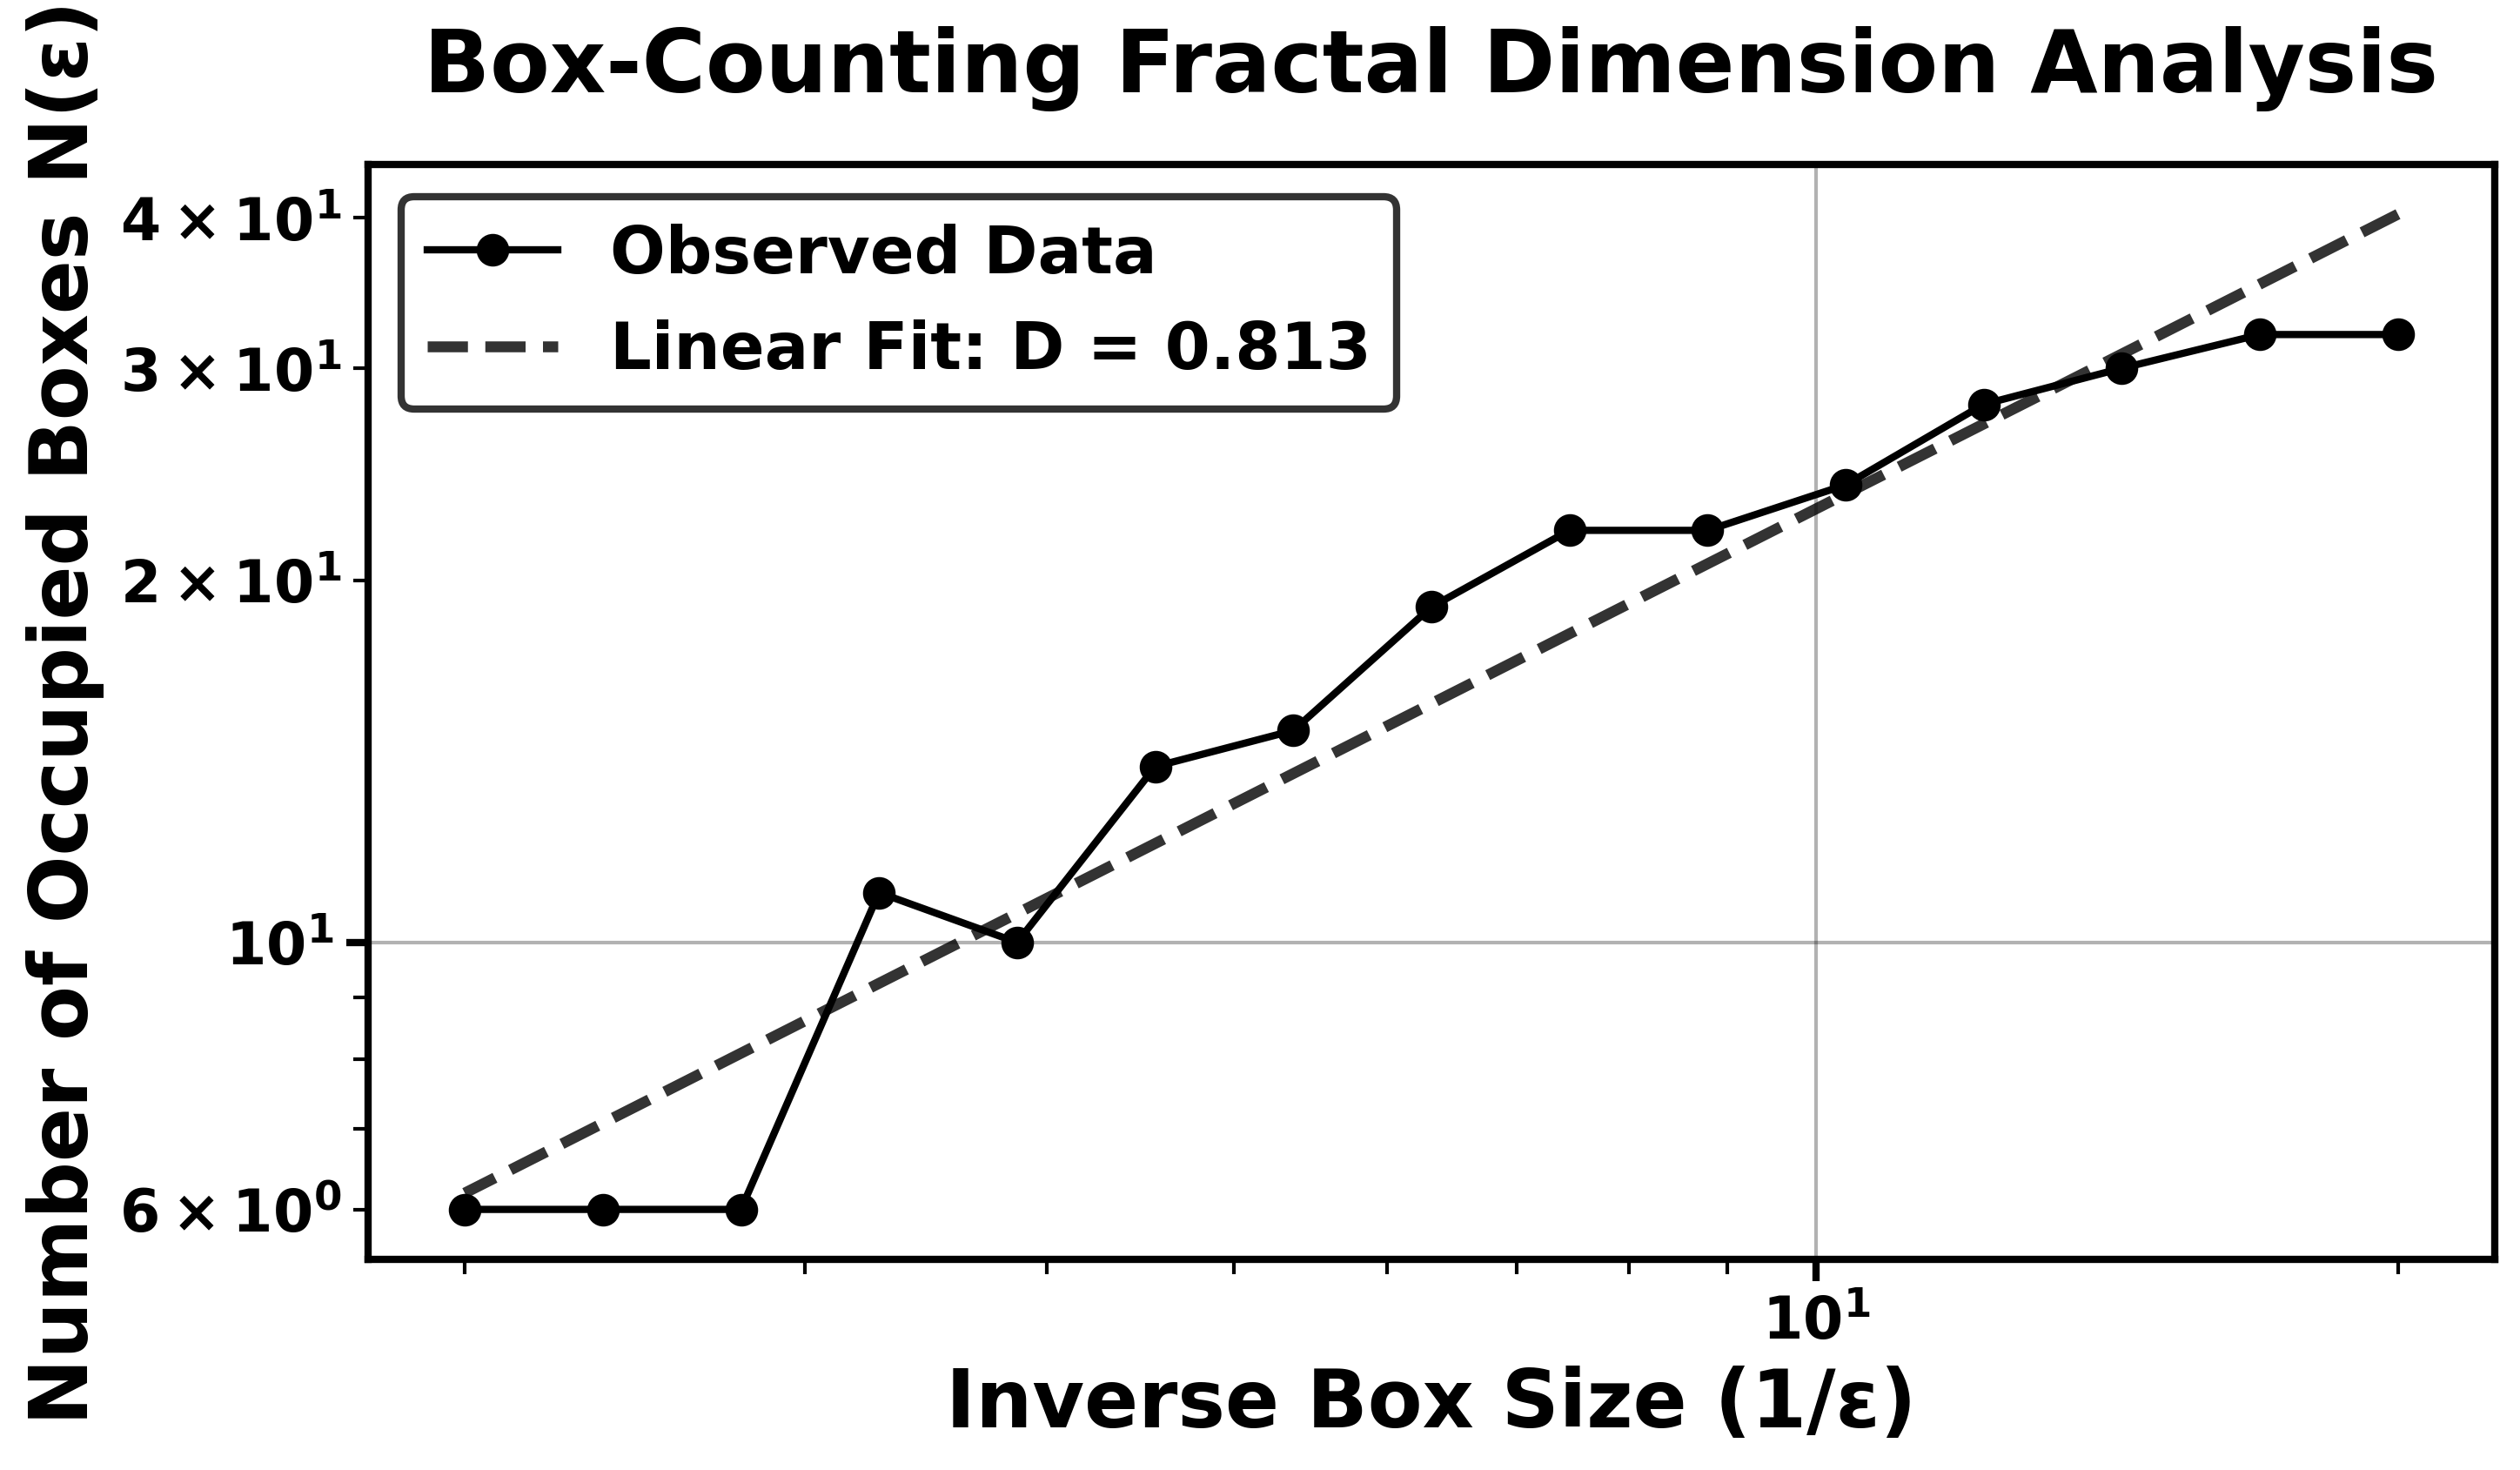 Box-Counting Fractal Dimension Analysis
Number of Occupied Boxes N(ε)
4 × 10¹
3 × 10¹
2 × 10¹
10¹
6 × 10⁰
Observed Data
Linear Fit: D = 0.813
10¹
Inverse Box Size (1/ε)